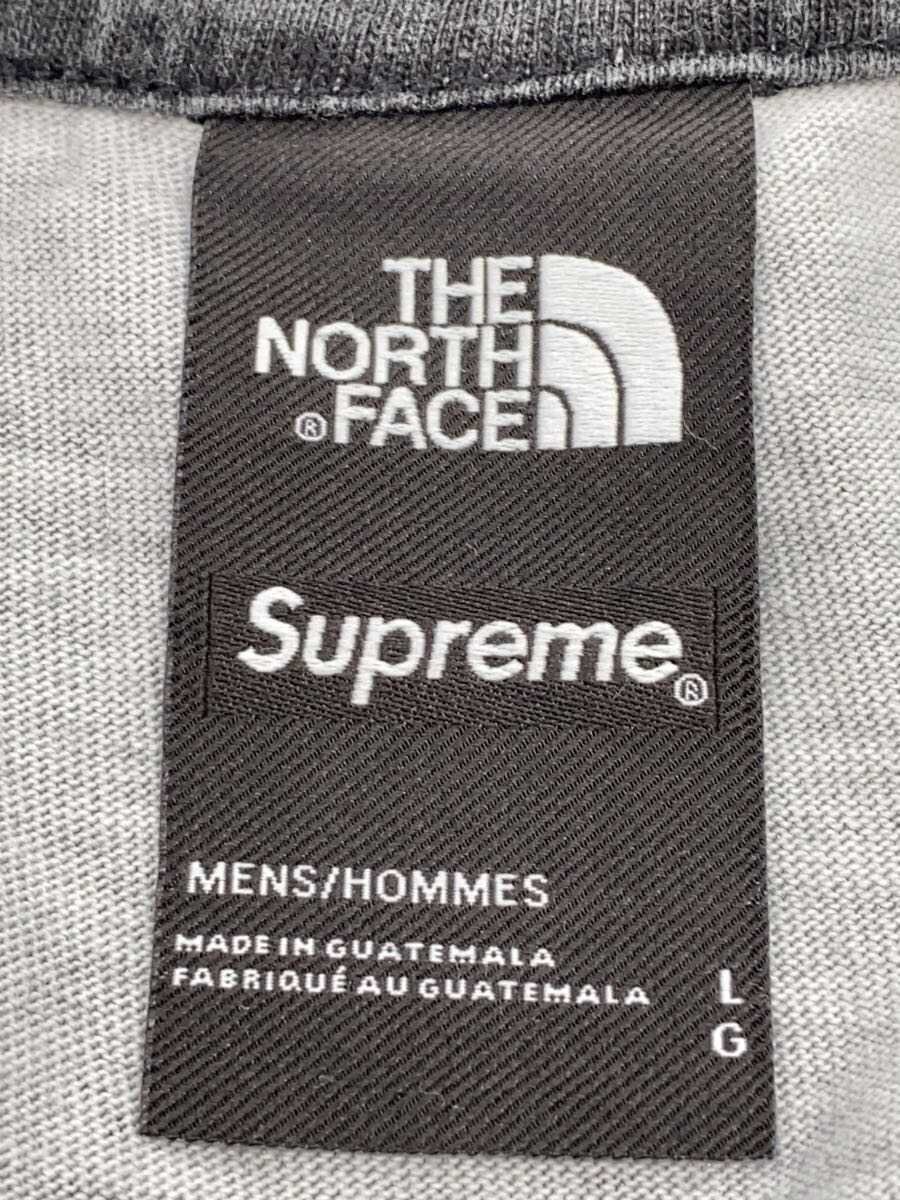 THE
NORTH
® FACE
Supreme®
MENS/HOMMES
MADE IN GUATEMALA
FABRIQUÉ AU GUATEMALA L
G